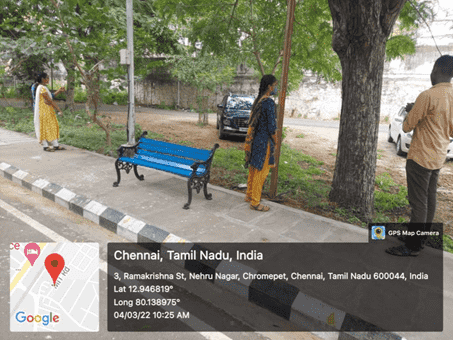 GPS Map Camera
Chennai, Tamil Nadu, India
3, Ramakrishna St, Nehru Nagar, Chromepet, Chennai, Tamil Nadu 600044, India
Lat 12.946819°
Long 80.138975°
04/03/22 10:25 AM
Google